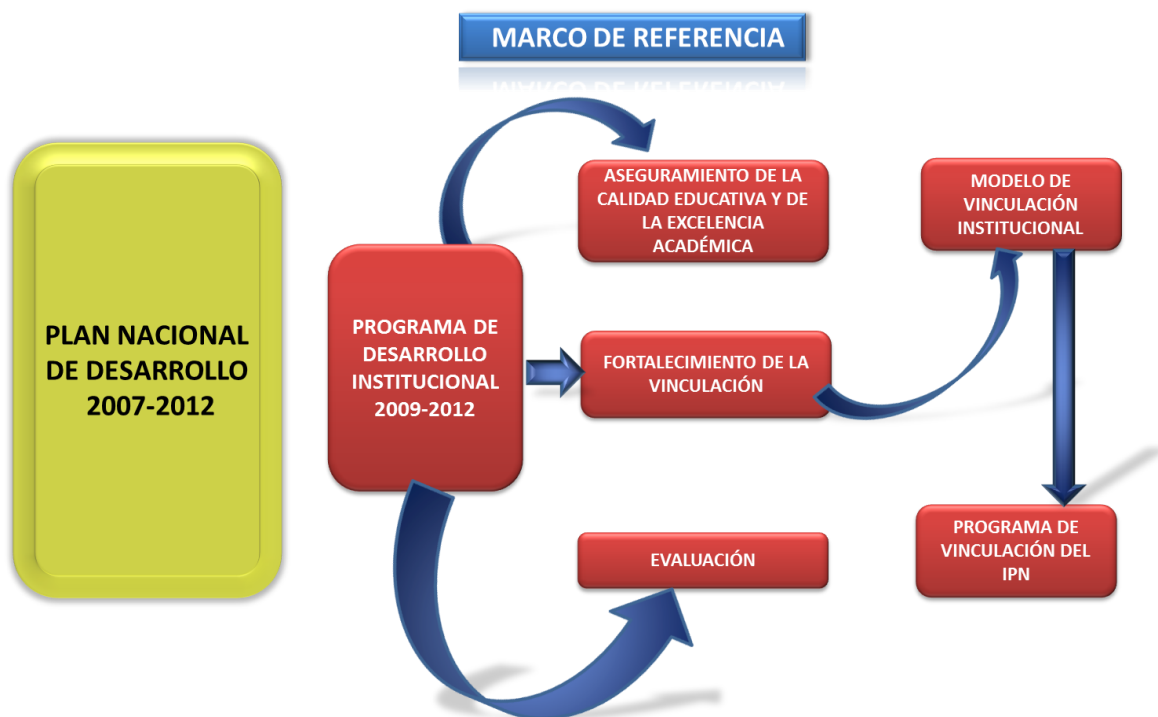 MARCO DE REFERENCIA
PLAN NACIONAL
DE DESARROLLO
2007-2012
PROGRAMA DE
DESARROLLO
INSTITUCIONAL
2009-2012
ASEGURAMIENTO DE LA
CALIDAD EDUCATIVA Y DE
LA EXCELENCIA
ACADÉMICA
FORTALECIMIENTO DE LA
VINCULACIÓN
EVALUACIÓN
MODELO DE
VINCULACIÓN
INSTITUCIONAL
PROGRAMA DE
VINCULACIÓN DEL
IPN